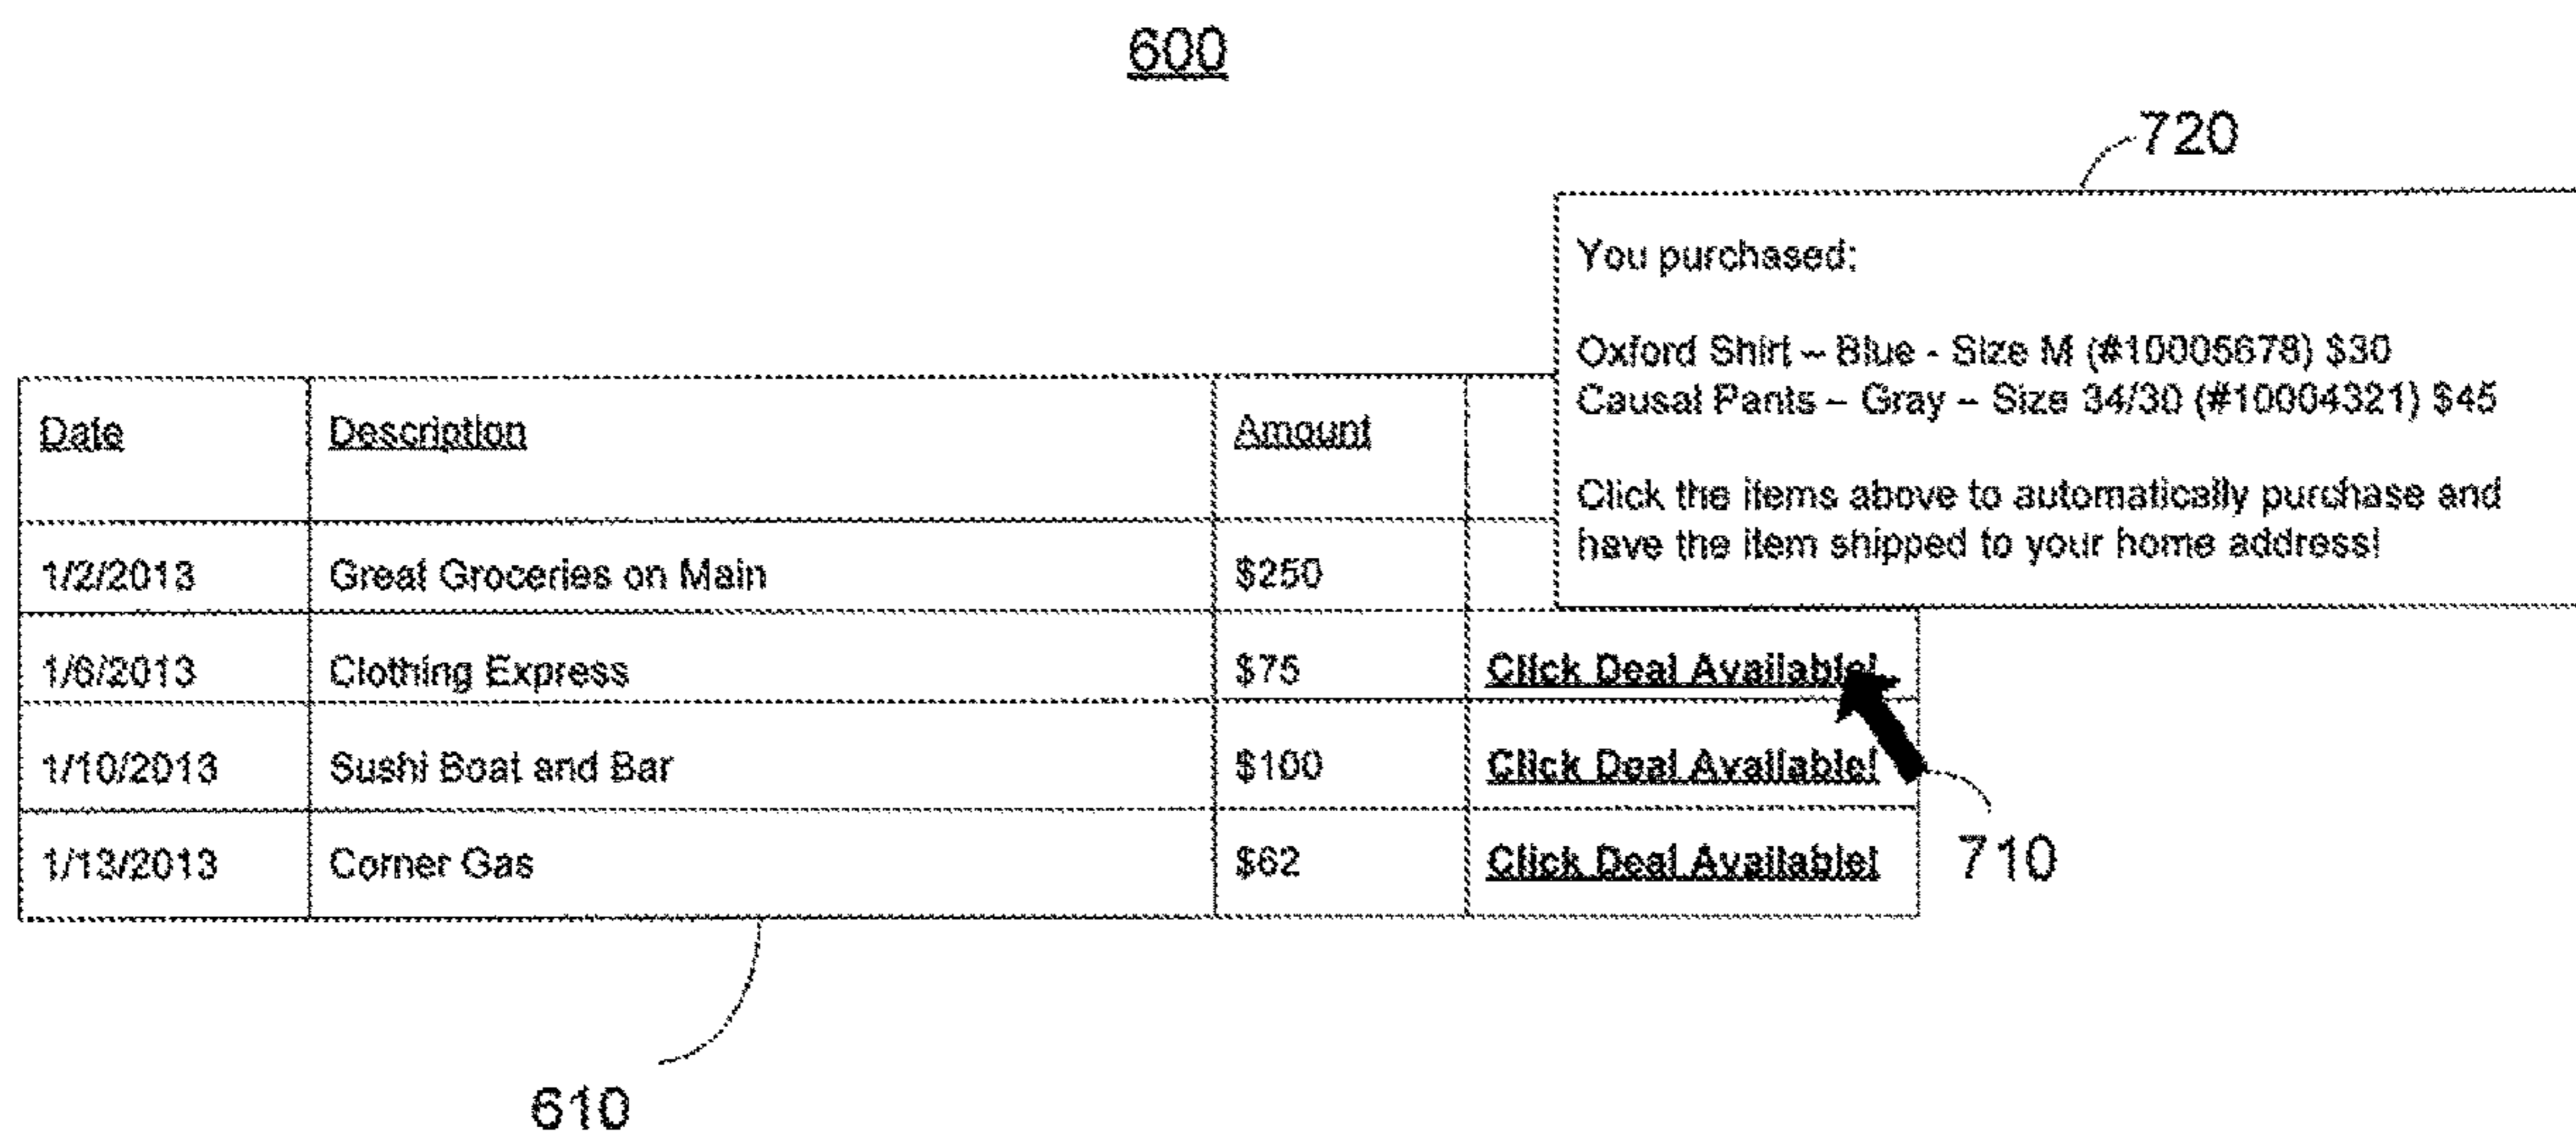 600
720
You purchased:
Oxford Shirt – Blue - Size M (#10005678) $30
Causal Pants – Gray – Size 34/30 (#10004321) $45
Click the items above to automatically purchase and
have the item shipped to your home address!
Date Description Amount
1/2/2013 Great Groceries on Main $250
1/6/2013 Clothing Express $75 Click Deal Available!
1/10/2013 Sushi Boat and Bar $100 Click Deal Available!
1/13/2013 Corner Gas $62 Click Deal Available!
710
610